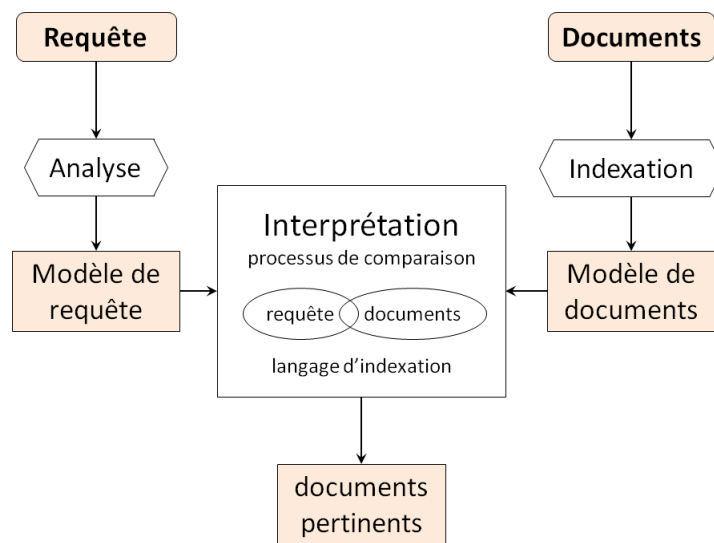 Requête
Documents
Analyse
Indexation
Interprétation
processus de comparaison
Modèle de
requête
Modèle de
documents
requête
documents
langage d'indexation
documents
pertinents